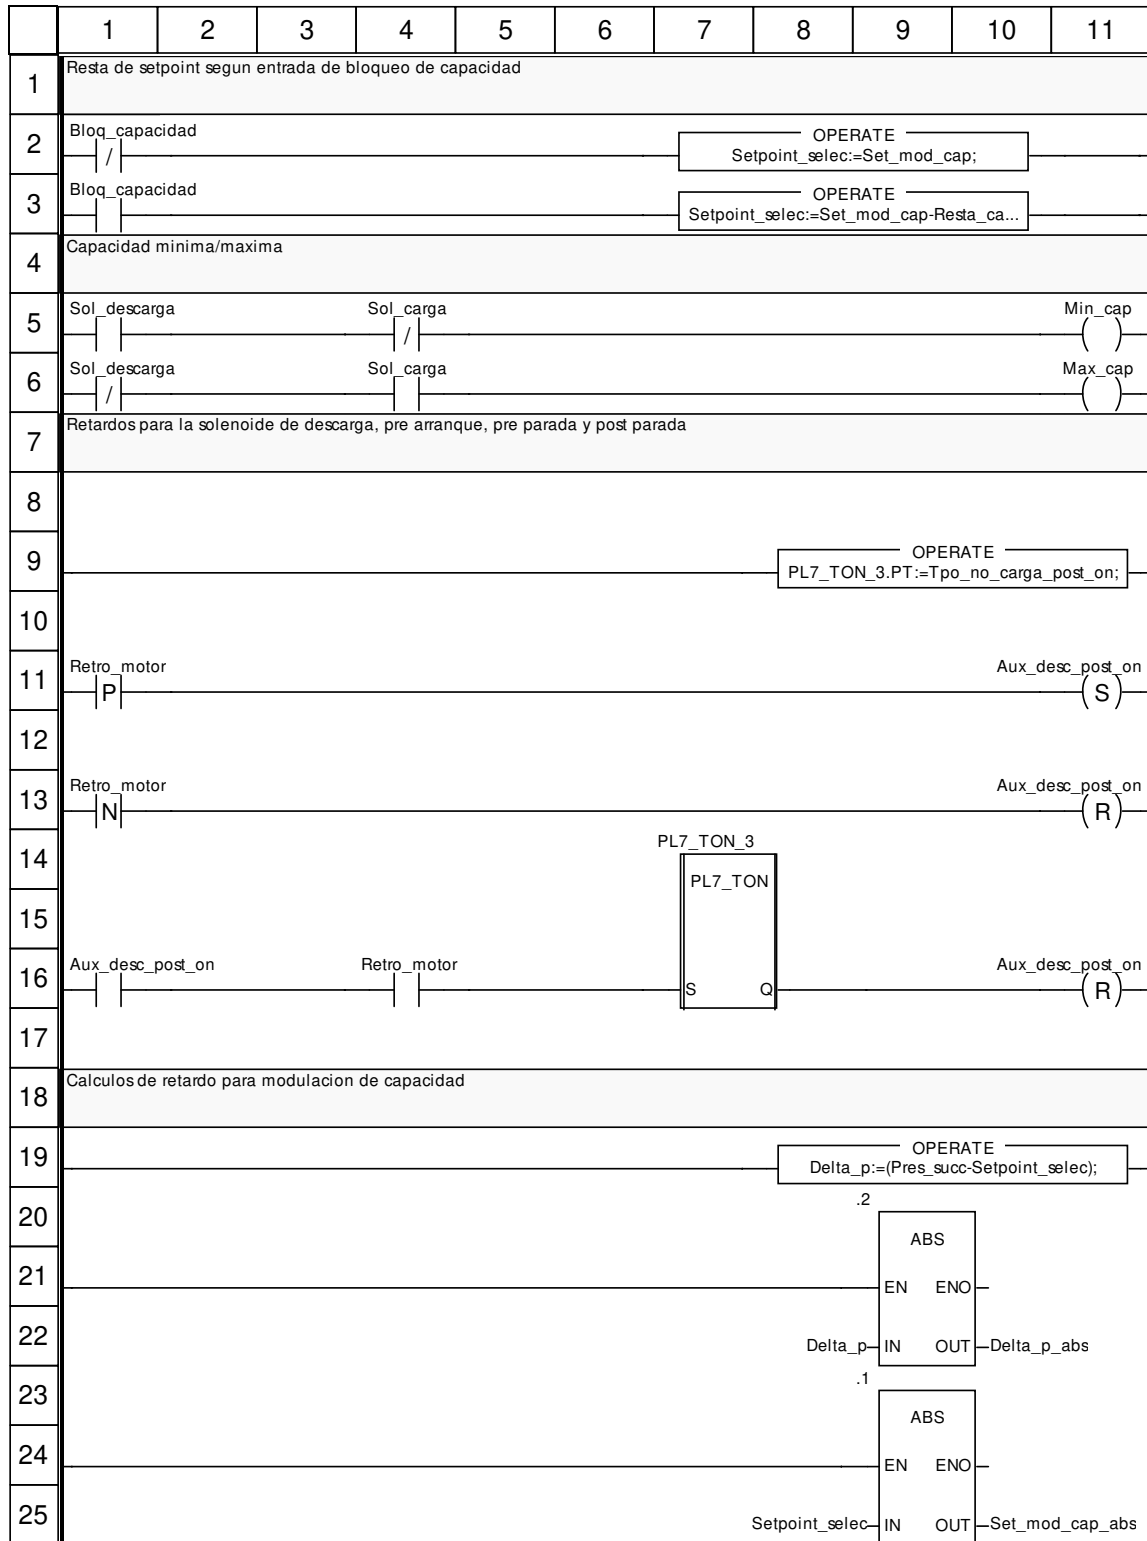 1 2 3 4 5 6 7 8 9 10 11
1
Resta de setpoint segun entrada de bloqueo de capacidad
2
Bloq_capacidad
/
OPERATE
Setpoint_selec:=Set_mod_cap;
3
Bloq_capacidad
OPERATE
Setpoint_selec:=Set_mod_cap-Resta_ca...
4
Capacidad minima/maxima
5
Sol_descarga Sol_carga Min_cap
/
6
Sol_descarga Sol_carga Max_cap
/
7
Retardos para la solenoide de descarga, pre arranque, pre parada y post parada
8
9
OPERATE
PL7_TON_3.PT:=Tpo_no_carga_post_on;
10
11
Retro_motor Aux_desc_post_on
P S
12
13
Retro_motor Aux_desc_post_on
N R
14
PL7_TON_3
PL7_TON
15
16
Aux_desc_post_on Retro_motor Aux_desc_post_on
S Q R
17
18
Calculos de retardo para modulacion de capacidad
19
OPERATE
Delta_p:=(Pres_succ-Setpoint_selec);
20
.2
ABS
21
EN ENO
22
Delta_p IN OUT Delta_p_abs
23
.1
ABS
24
EN ENO
25
Setpoint_selec IN OUT Set_mod_cap_abs